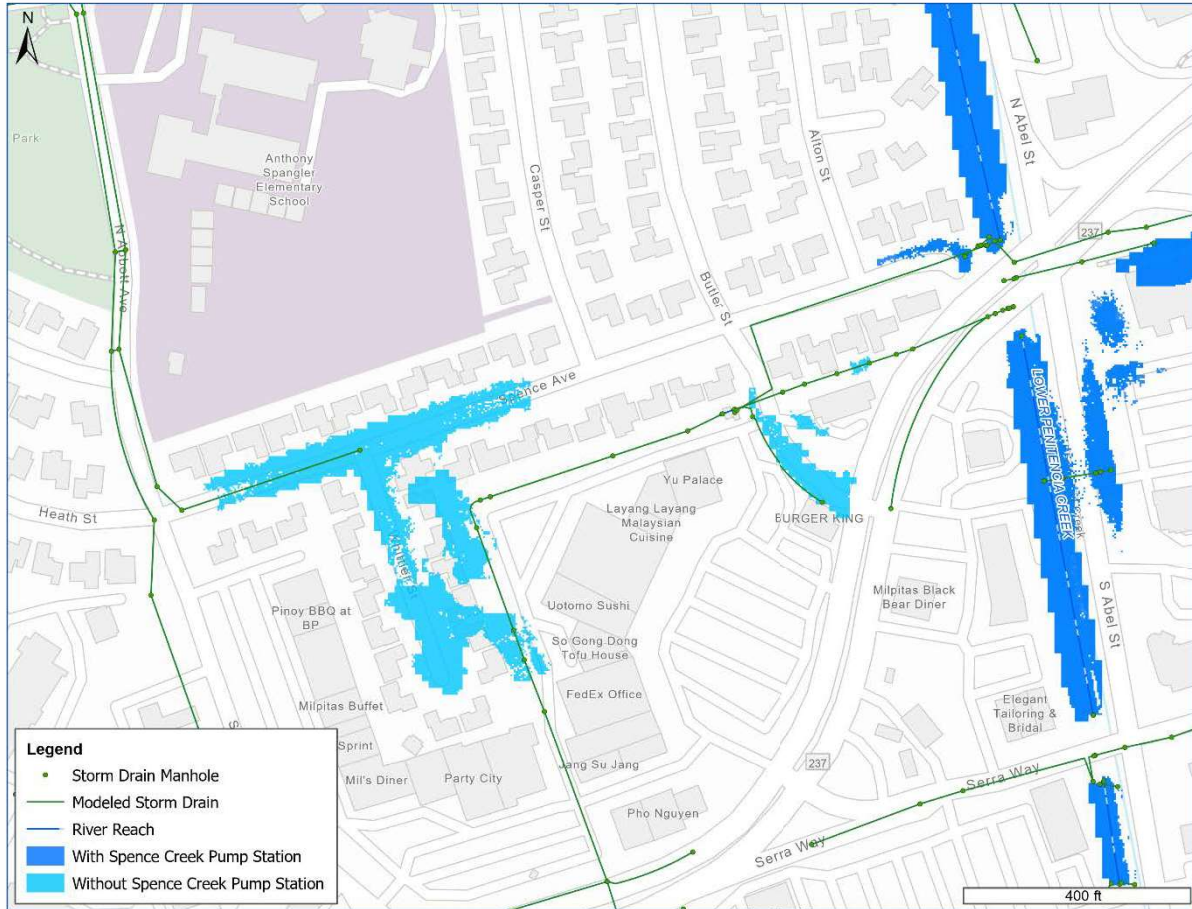 N
N Abel St
Park
Anthony
Spangler
Elementary
School
Casper St
Alton St
N Abbott Ave
237
Butler St
Spence Ave
LOWER PENITENCIA CREEK
Creek
Yu Palace
Heath St
Layang Layang
Malaysian
Cuisine
BURGER KING
Milpitas Black
Bear Diner
S Abel St
Pinoy BBQ at
BP
Uotomo Sushi
So Gong Dong
Tofu House
FedEx Office
Milpitas Buffet
Elegant
Tailoring &
Bridal
Sprint
Mil's Diner
Party City
Jang Su Jang
237
Serra Way
Pho Nguyen
Serra Way
Legend
Storm Drain Manhole
Modeled Storm Drain
River Reach
With Spence Creek Pump Station
Without Spence Creek Pump Station
400 ft